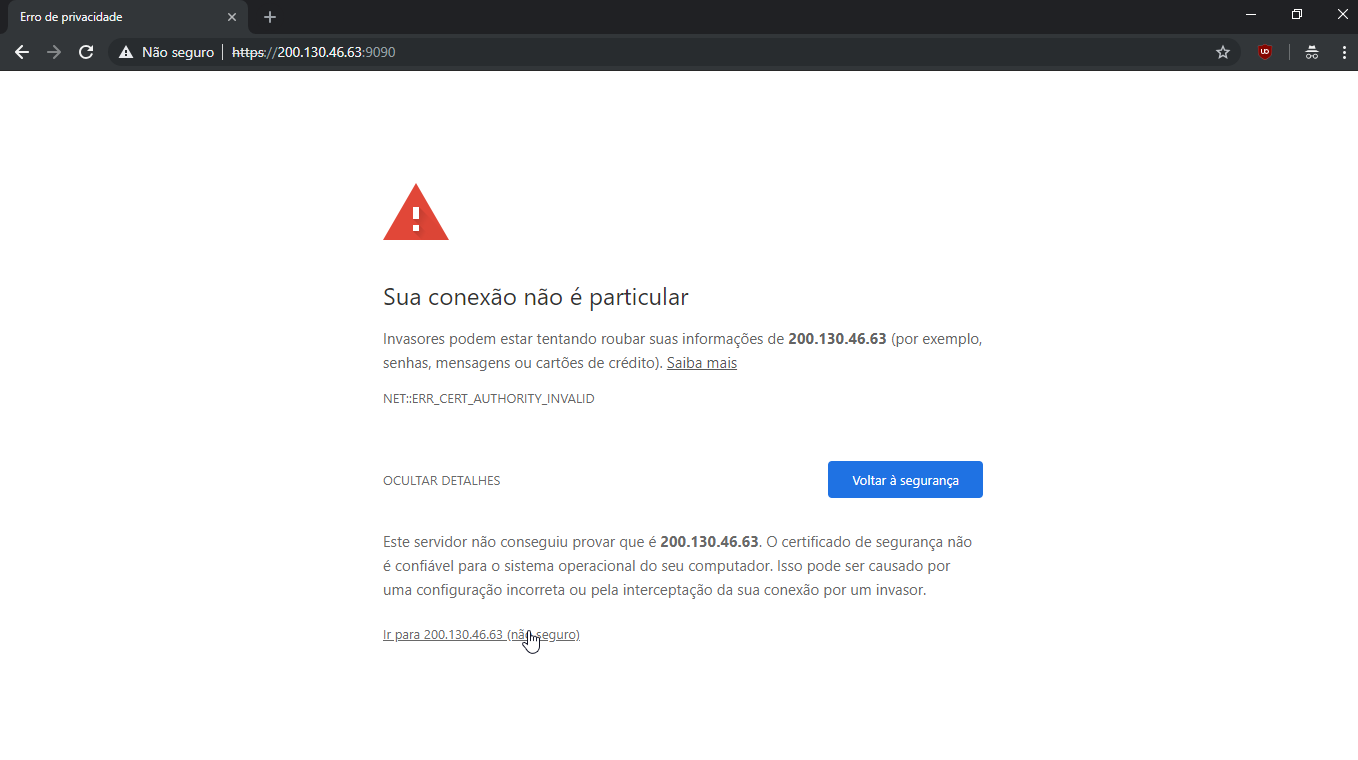 Erro de privacidade
Não seguro https://200.130.46.63:9090
Sua conexão não é particular
Invasores podem estar tentando roubar suas informações de 200.130.46.63 (por exemplo,
senhas, mensagens ou cartões de crédito). Saiba mais
NET::ERR_CERT_AUTHORITY_INVALID
OCULTAR DETALHES
Voltar à segurança
Este servidor não conseguiu provar que é 200.130.46.63. O certificado de segurança não
é confiável para o sistema operacional do seu computador. Isso pode ser causado por
uma configuração incorreta ou pela interceptação da sua conexão por um invasor.
Ir para 200.130.46.63 (não seguro)